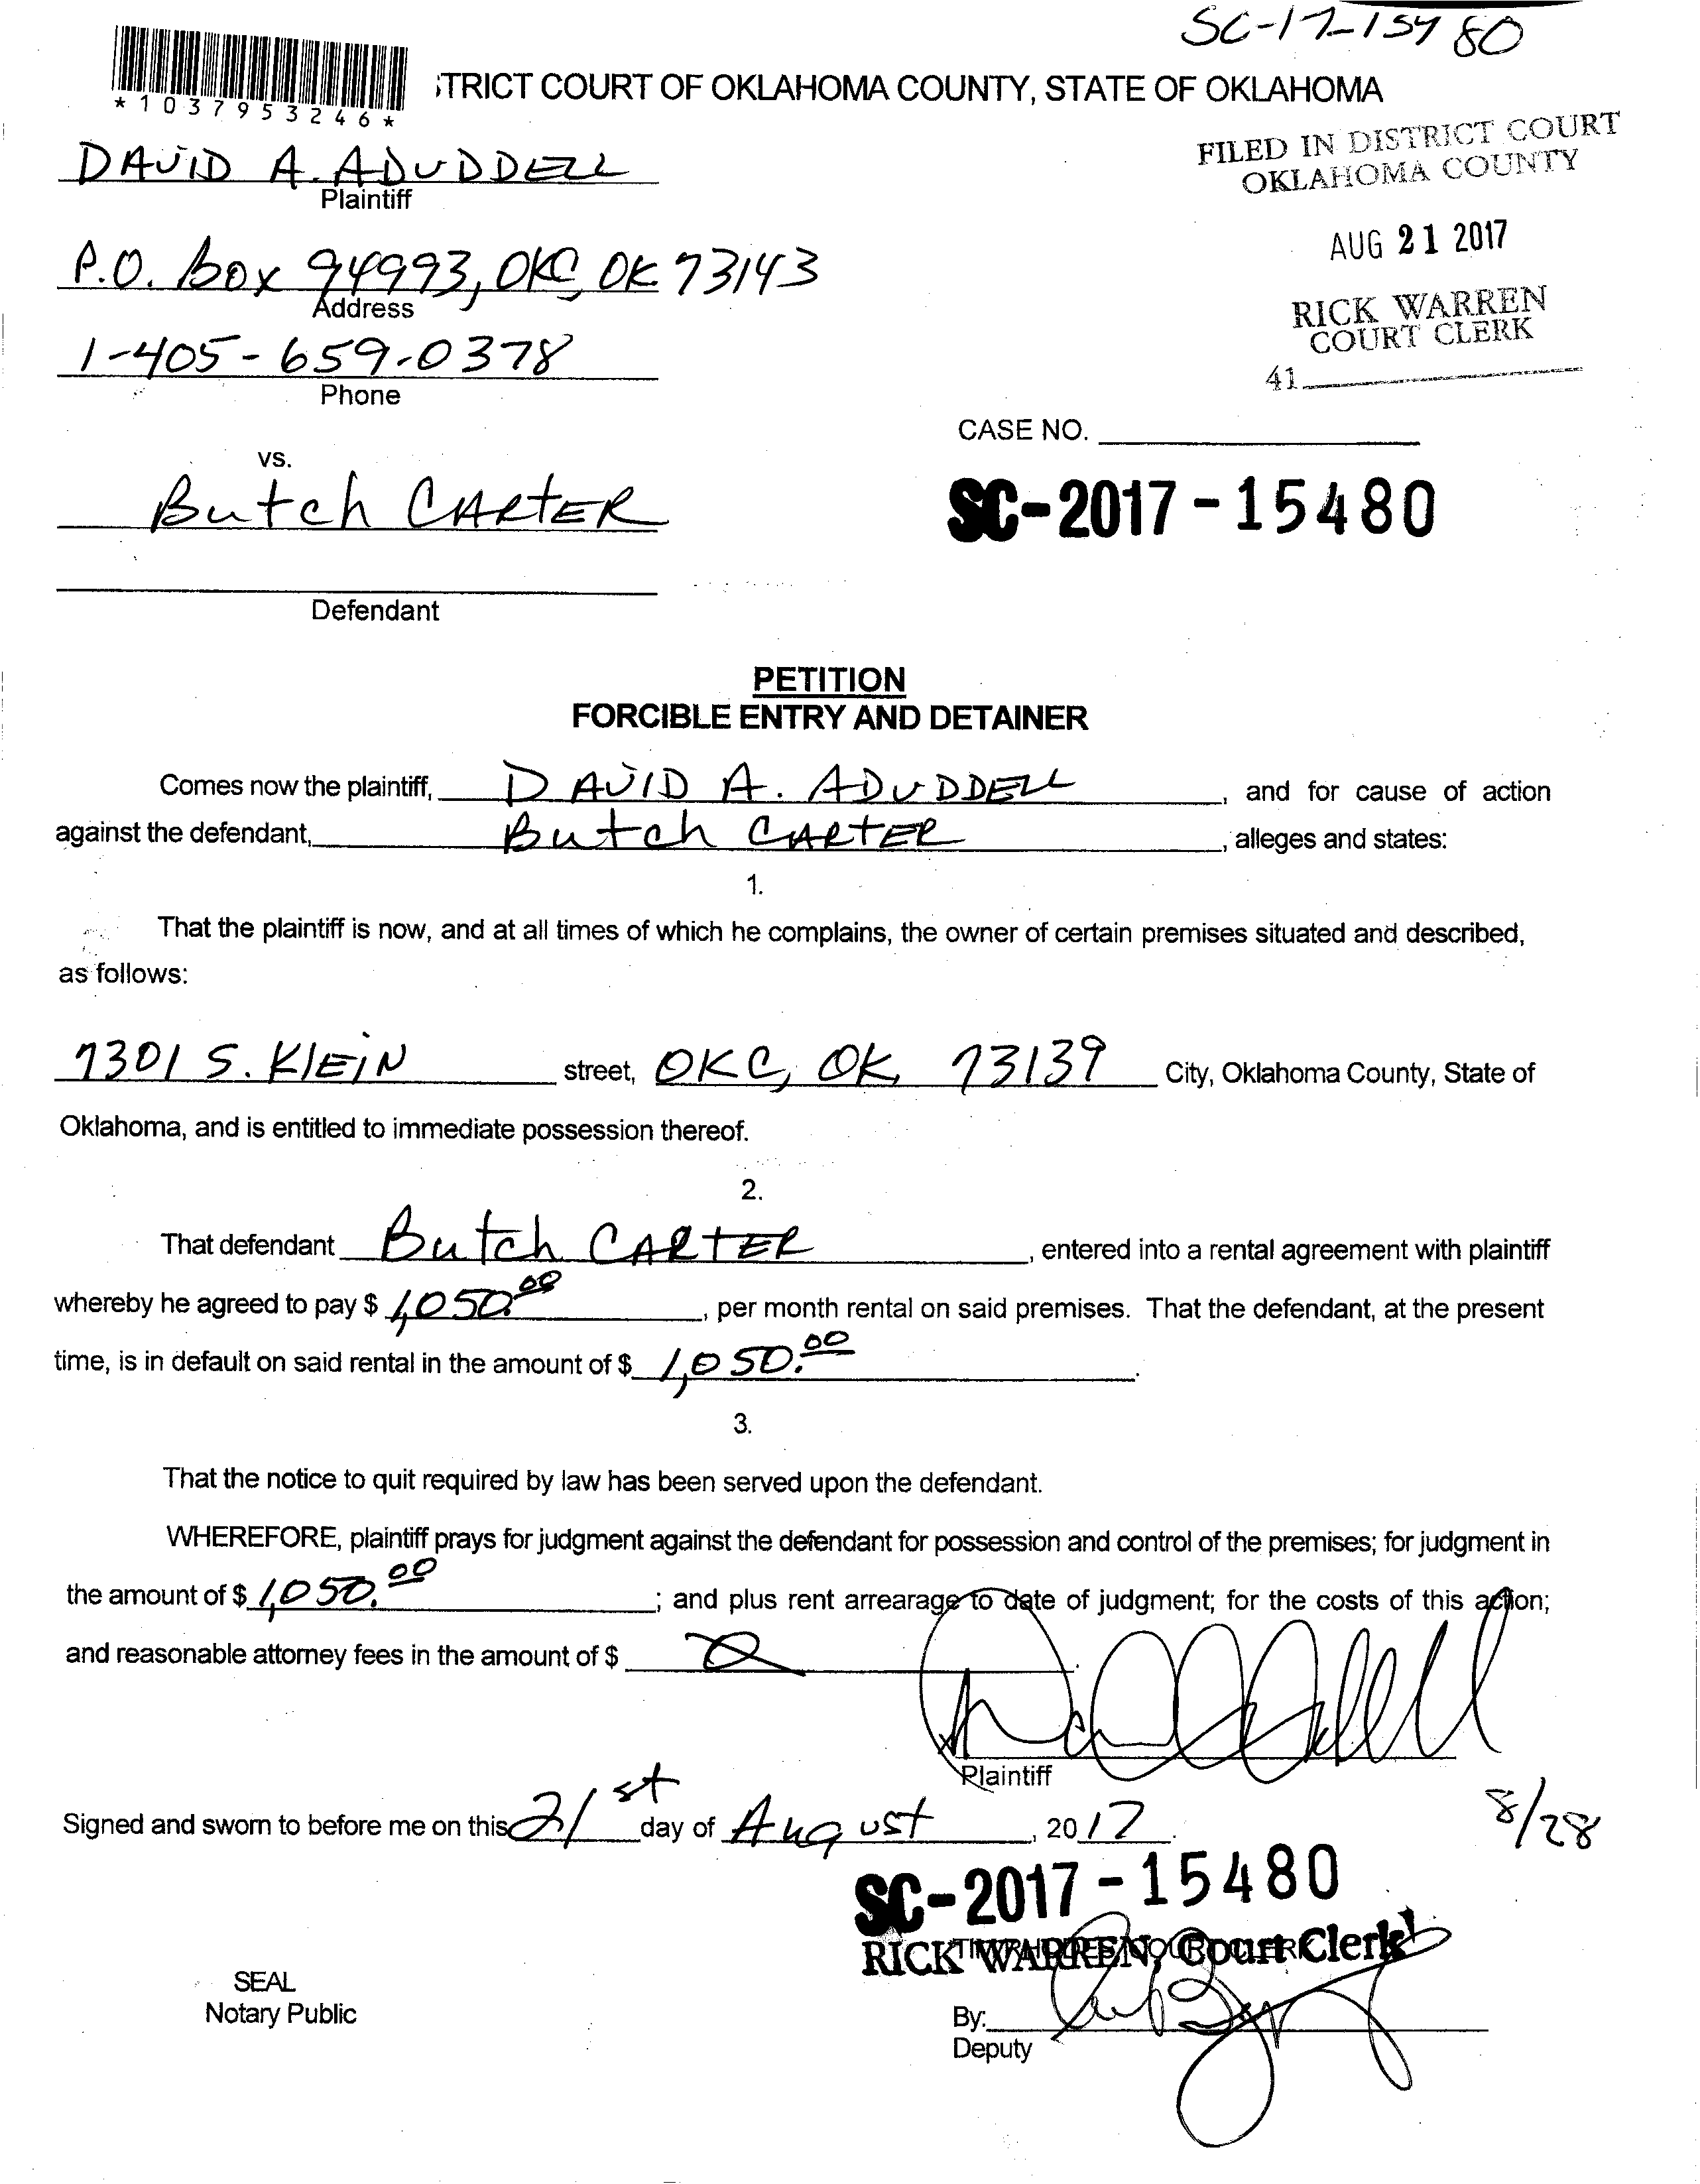 SC-17-15480
*1037953246*
TRICT COURT OF OKLAHOMA COUNTY, STATE OF OKLAHOMA
FILED IN DISTRICT COURT
OKLAHOMA COUNTY
DAVID A. ADUDDELL
Plaintiff
AUG 21 2017
P.O. Box 94993, OKC, OK 73143
Address
RICK WARREN
COURT CLERK
1-405-659-0378
Phone
41
CASE NO.
vs.
Butch CARTER
SC-2017-15480
Defendant
PETITION
FORCIBLE ENTRY AND DETAINER
Comes now the plaintiff, DAVID A. ADUDDELL, and for cause of action
against the defendant, Butch CARTER, alleges and states:
1.
That the plaintiff is now, and at all times of which he complains, the owner of certain premises situated and described,
as follows:
7301 S. KlEiN street, OKC, OK, 73139 City, Oklahoma County, State of
Oklahoma, and is entitled to immediate possession thereof.
2.
That defendant Butch CARTER, entered into a rental agreement with plaintiff
whereby he agreed to pay $ 1,050.00, per month rental on said premises. That the defendant, at the present
time, is in default on said rental in the amount of $ 1,050.00.
3.
That the notice to quit required by law has been served upon the defendant.
WHEREFORE, plaintiff prays for judgment against the defendant for possession and control of the premises; for judgment in
the amount of $ 1,050.00; and plus rent arrearage to date of judgment; for the costs of this action;
and reasonable attorney fees in the amount of $
Plaintiff
Signed and sworn to before me on this 21st day of August, 2017.
8/28
SC-2017-15480
RICK WARREN, Court Clerk
SEAL
Notary Public
By:
Deputy